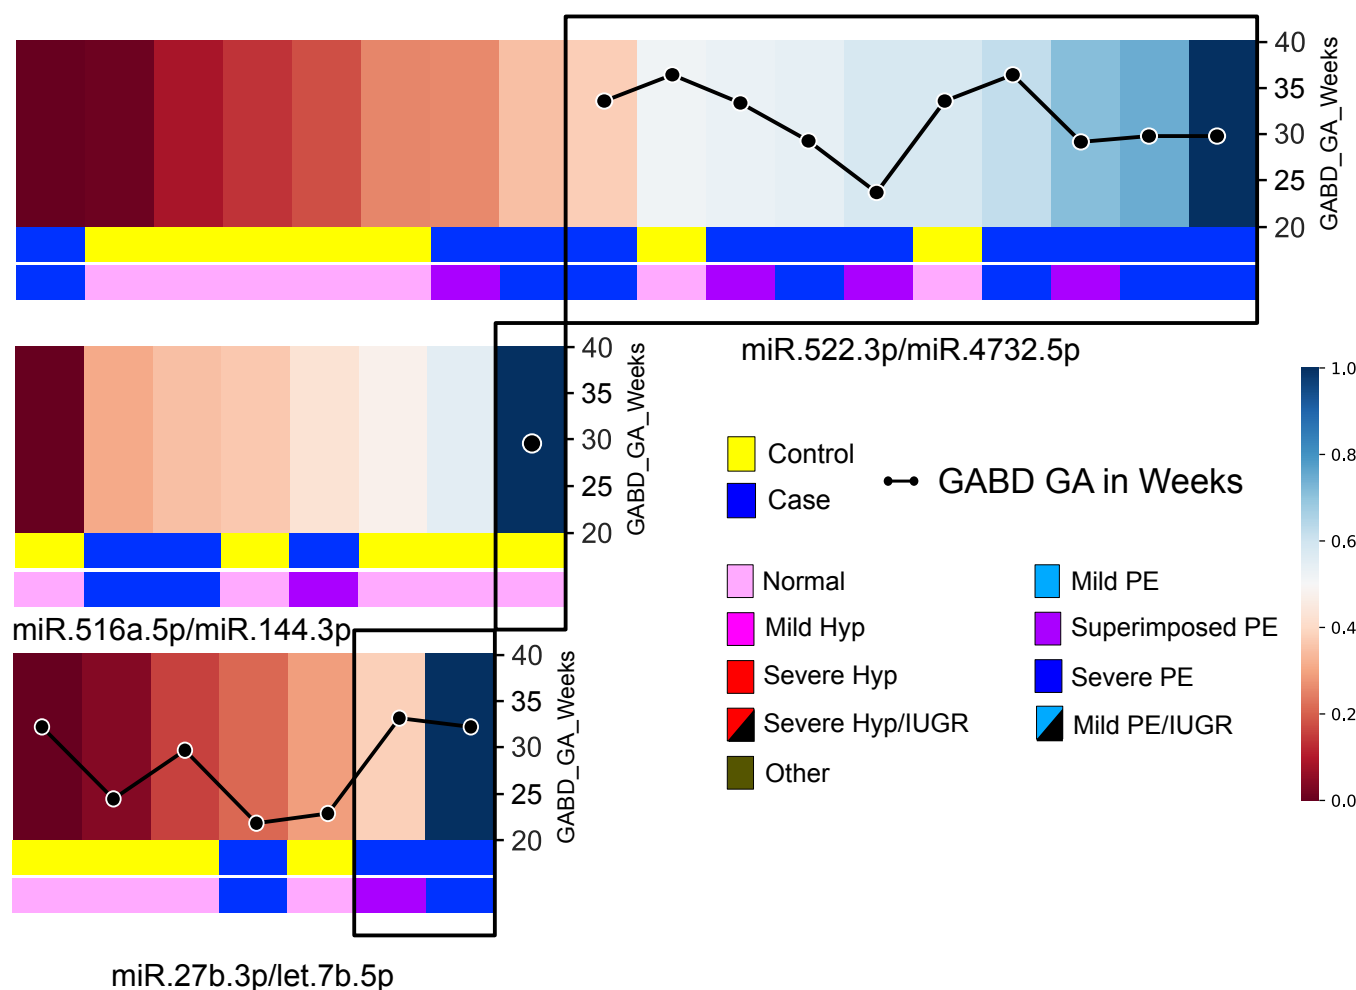 40
35
30
25
20
GABD_GA_Weeks
miR.522.3p/miR.4732.5p
40
35
30
25
20
GABD_GA_Weeks
miR.516a.5p/miR.144.3p
40
35
30
25
20
GABD_GA_Weeks
miR.27b.3p/let.7b.5p
Control
Case
GABD GA in Weeks
Normal
Mild Hyp
Severe Hyp
Severe Hyp/IUGR
Other
Mild PE
Superimposed PE
Severe PE
Mild PE/IUGR
1.0
0.8
0.6
0.4
0.2
0.0